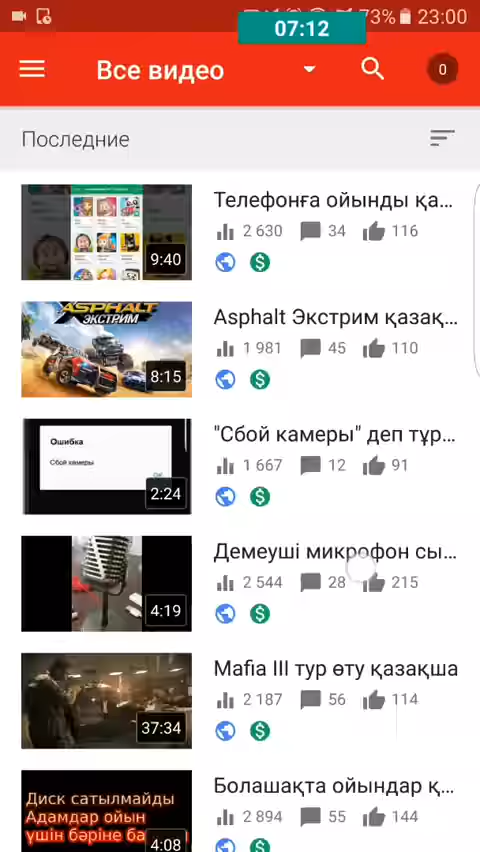 07:12
73% 23:00
Все видео
0
Последние
Телефонға ойынды қа...
2 630 34 116
9:40
Asphalt Экстрим қазақ...
1 981 45 110
ASPHALT
ЭКСТРИМ
8:15
"Сбой камеры" деп тұр...
1 667 12 91
Ошибка
Сбой камеры
2:24
Демеуші микрофон сы...
2 544 28 215
4:19
Mafia III тур өту қазақша
2 187 56 114
37:34
Болашақта ойындар қ...
2 894 55 144
Диск сатылмайды
Адамдар ойын
үшін бәріне ба
4:08